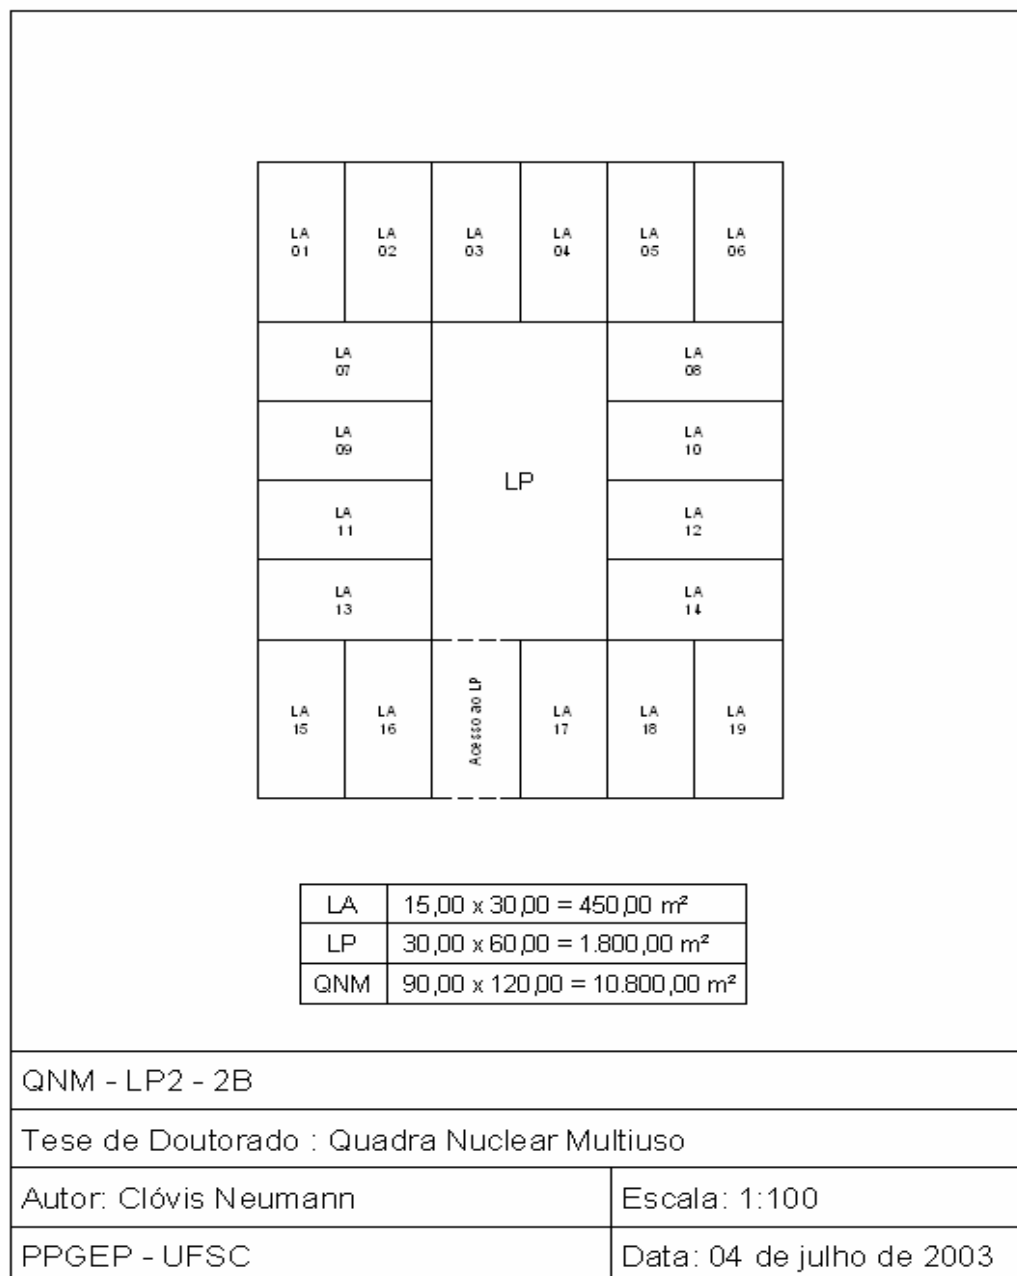 LA 01
LA 02
LA 03
LA 04
LA 05
LA 06
LA 07
LA 08
LA 09
LA 10
LP
LA 11
LA 12
LA 13
LA 14
LA 15
LA 16
Acesso ao LP
LA 17
LA 18
LA 19
LA 15,00 x 30,00 = 450,00 m²
LP 30,00 x 60,00 = 1.800,00 m²
QNM 90,00 x 120,00 = 10.800,00 m²
QNM - LP2 - 2B
Tese de Doutorado : Quadra Nuclear Multiuso
Autor: Clóvis Neumann
Escala: 1:100
PPGEP - UFSC
Data: 04 de julho de 2003